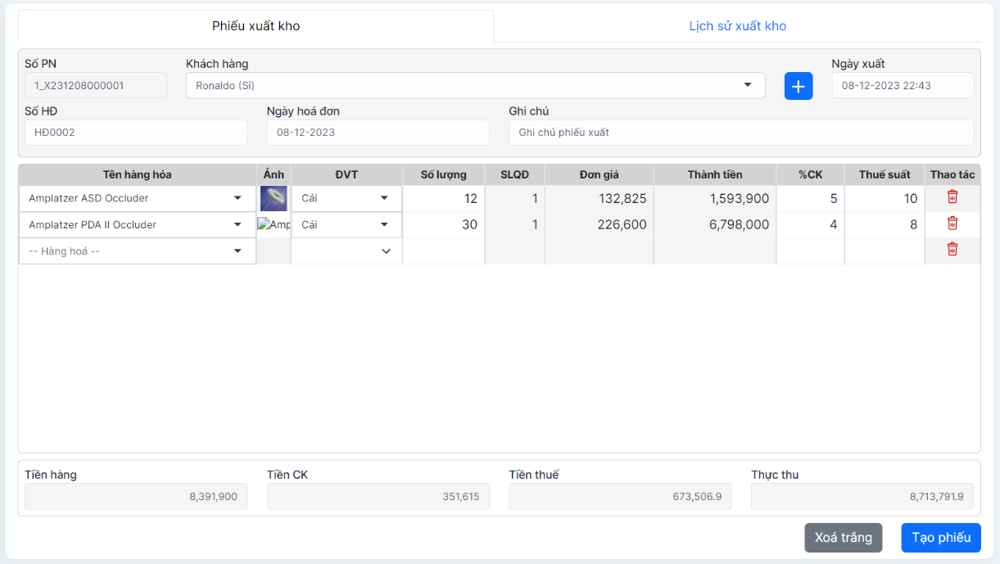 Phiếu xuất kho Lịch sử xuất kho
Số PN Khách hàng Ngày xuất
1_X231208000001 Ronaldo (Sỉ) 08-12-2023 22:43
Số HĐ Ngày hoá đơn Ghi chú
HĐ0002 08-12-2023 Ghi chú phiếu xuất
Tên hàng hóa Ảnh ĐVT Số lượng SLQĐ Đơn giá Thành tiền %CK Thuế suất Thao tác
Amplatzer ASD Occluder Cái 12 1 132,825 1,593,900 5 10
Amplatzer PDA II Occluder Amp Cái 30 1 226,600 6,798,000 4 8
-- Hàng hoá --
Tiền hàng Tiền CK Tiền thuế Thực thu
8,391,900 351,615 673,506.9 8,713,791.9
Xoá trắng Tạo phiếu